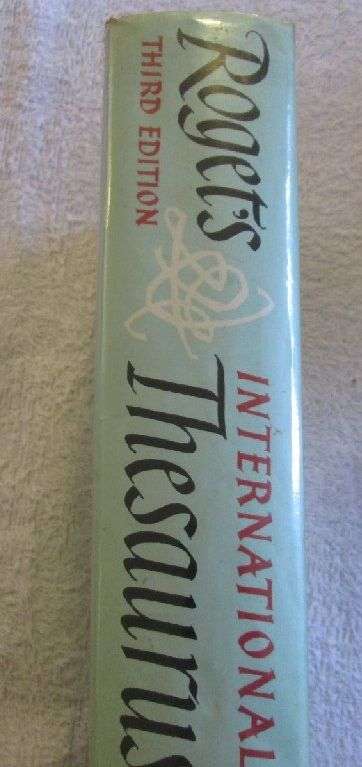 Roget's
THIRD EDITION
INTERNATIONAL
Thesaurus